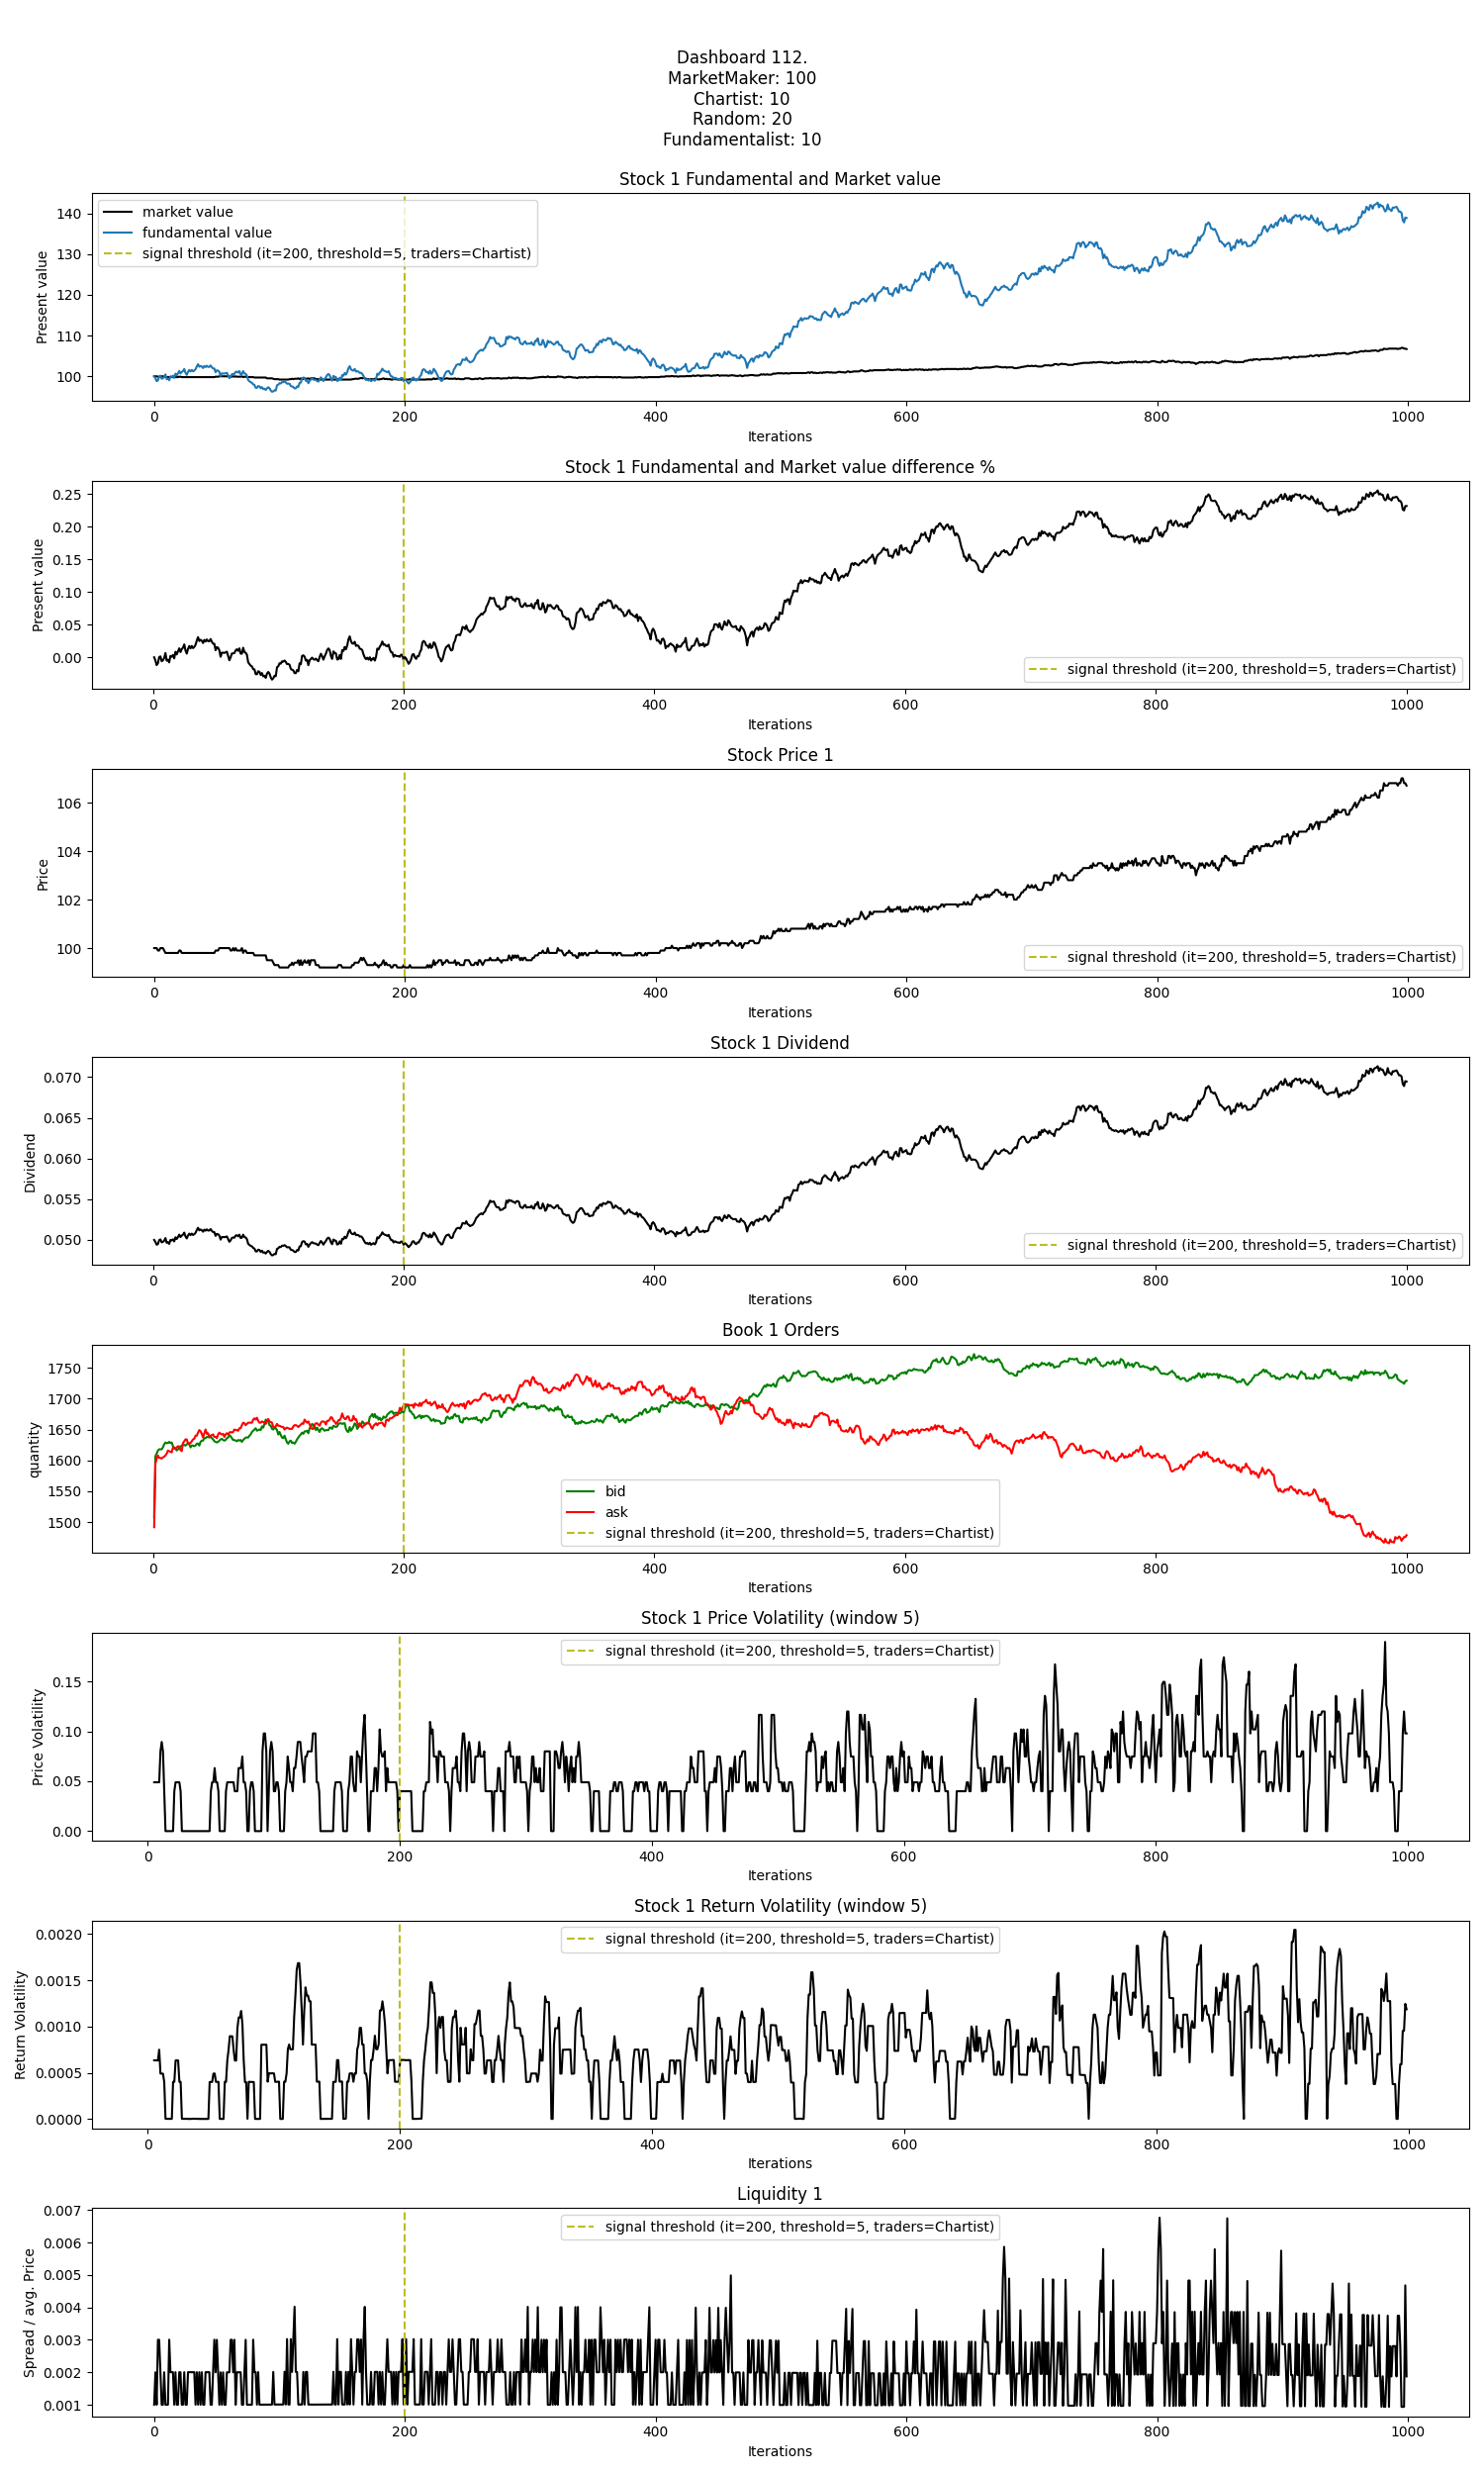 Dashboard 112.
MarketMaker: 100
Chartist: 10
Random: 20
Fundamentalist: 10
Stock 1 Fundamental and Market value
market value
fundamental value
signal threshold (it=200, threshold=5, traders=Chartist)
Present value
140
130
120
110
100
0 200 400 600 800 1000
Iterations
Stock 1 Fundamental and Market value difference %
Present value
0.25
0.20
0.15
0.10
0.05
0.00
signal threshold (it=200, threshold=5, traders=Chartist)
0 200 400 600 800 1000
Iterations
Stock Price 1
Price
106
104
102
100
signal threshold (it=200, threshold=5, traders=Chartist)
0 200 400 600 800 1000
Iterations
Stock 1 Dividend
Dividend
0.070
0.065
0.060
0.055
0.050
signal threshold (it=200, threshold=5, traders=Chartist)
0 200 400 600 800 1000
Iterations
Book 1 Orders
quantity
1750
1700
1650
1600
1550
1500
bid
ask
signal threshold (it=200, threshold=5, traders=Chartist)
0 200 400 600 800 1000
Iterations
Stock 1 Price Volatility (window 5)
signal threshold (it=200, threshold=5, traders=Chartist)
Price Volatility
0.15
0.10
0.05
0.00
0 200 400 600 800 1000
Iterations
Stock 1 Return Volatility (window 5)
signal threshold (it=200, threshold=5, traders=Chartist)
Return Volatility
0.0020
0.0015
0.0010
0.0005
0.0000
0 200 400 600 800 1000
Iterations
Liquidity 1
signal threshold (it=200, threshold=5, traders=Chartist)
Spread / avg. Price
0.007
0.006
0.005
0.004
0.003
0.002
0.001
0 200 400 600 800 1000
Iterations